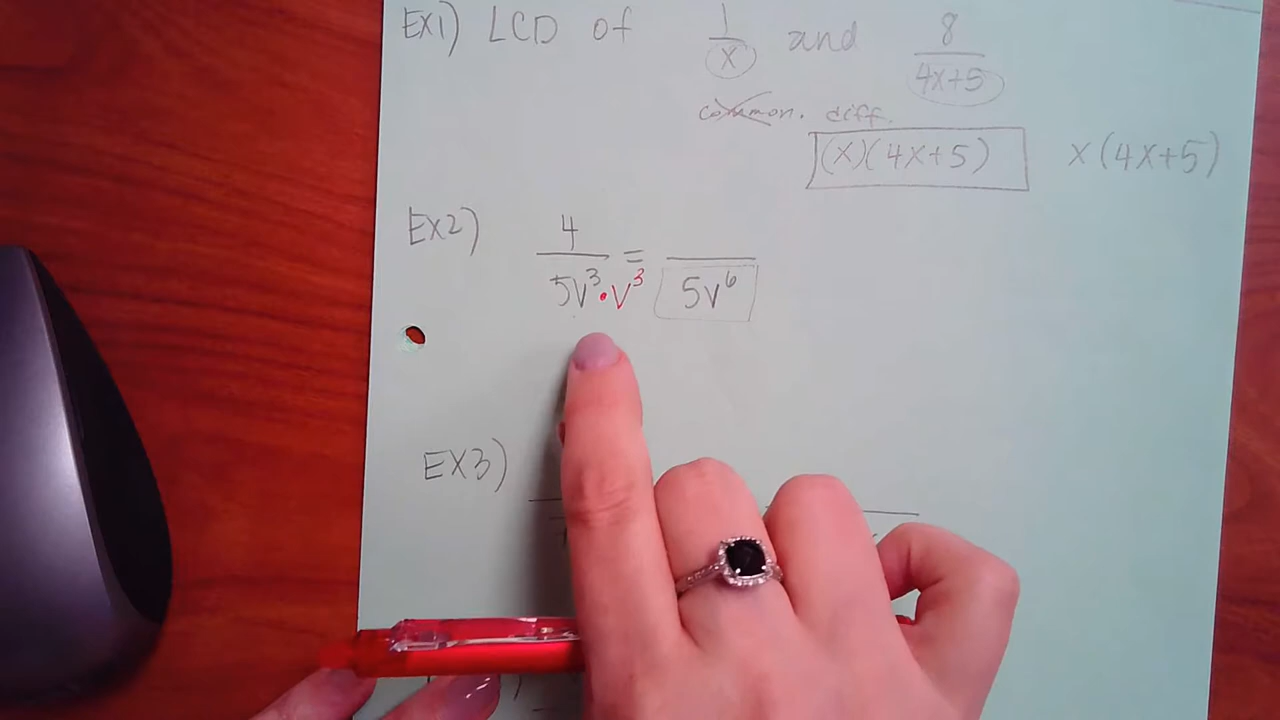 EX1) LCD of 1/x and 8/4x+5
common. diff.
(x)(4x+5) x(4x+5)
EX2) 4/5v³·v³ = /5v⁶
EX3)